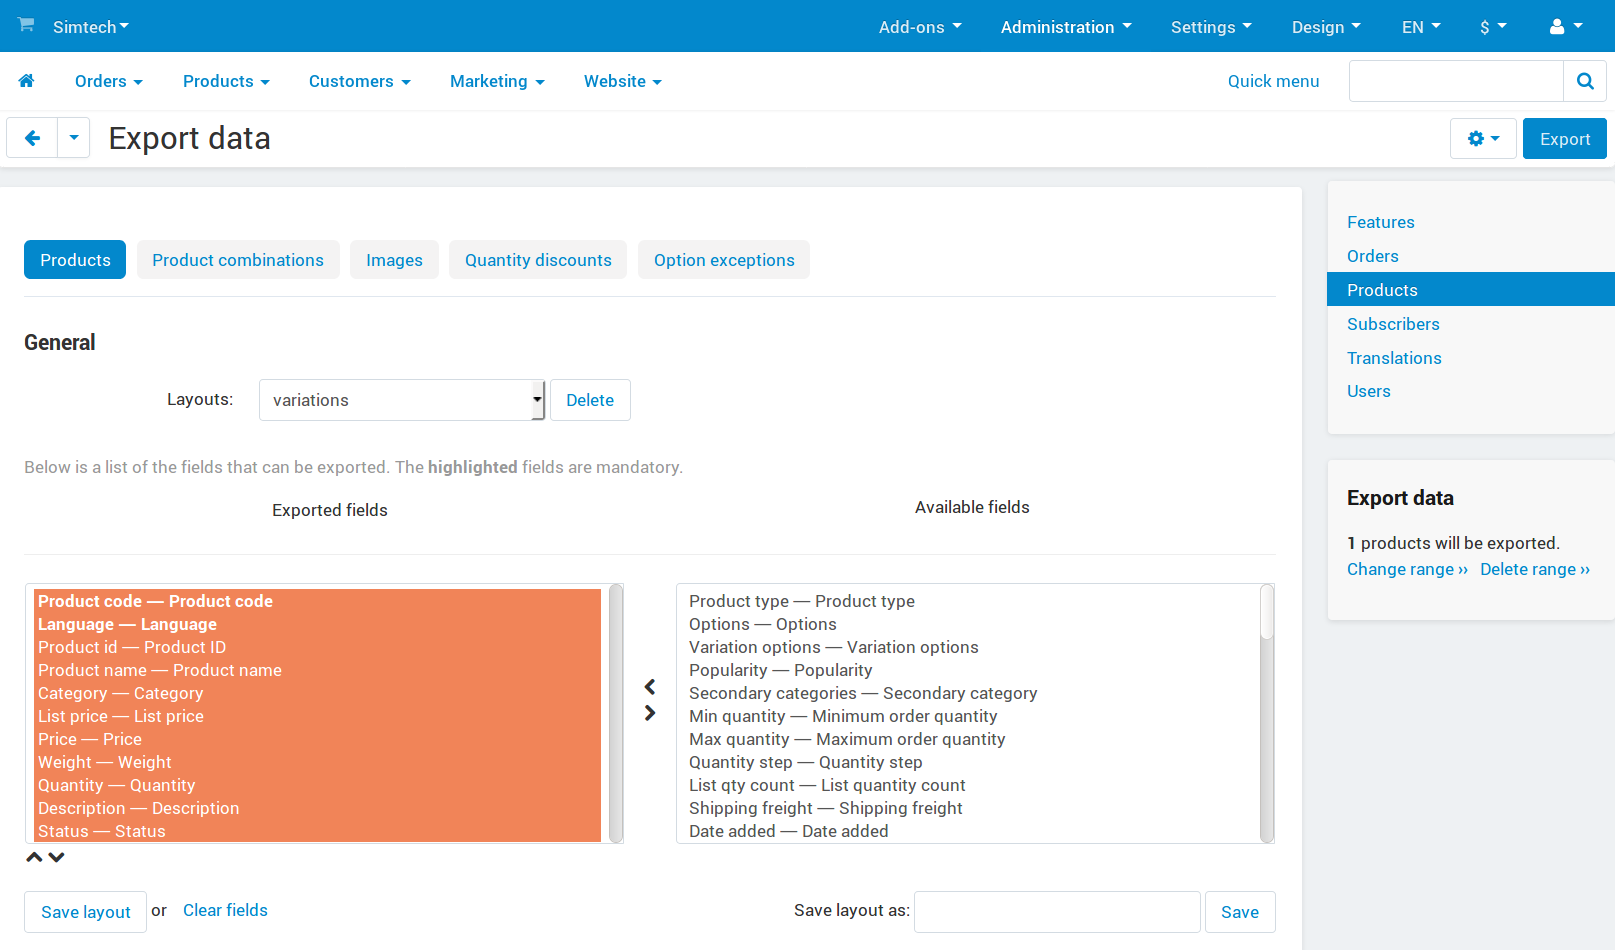 Simtech Add-ons Administration Settings Design EN $
Orders Products Customers Marketing Website Quick menu
Export data Export
Products Product combinations Images Quantity discounts Option exceptions
General
Layouts: variations Delete
Below is a list of the fields that can be exported. The highlighted fields are mandatory.
Exported fields
Product code — Product code
Language — Language
Product id — Product ID
Product name — Product name
Category — Category
List price — List price
Price — Price
Weight — Weight
Quantity — Quantity
Description — Description
Status — Status
Available fields
Product type — Product type
Options — Options
Variation options — Variation options
Popularity — Popularity
Secondary categories — Secondary category
Min quantity — Minimum order quantity
Max quantity — Maximum order quantity
Quantity step — Quantity step
List qty count — List quantity count
Shipping freight — Shipping freight
Date added — Date added
Save layout or Clear fields Save layout as: Save
Features
Orders
Products
Subscribers
Translations
Users
Export data
1 products will be exported.
Change range ›› Delete range ››